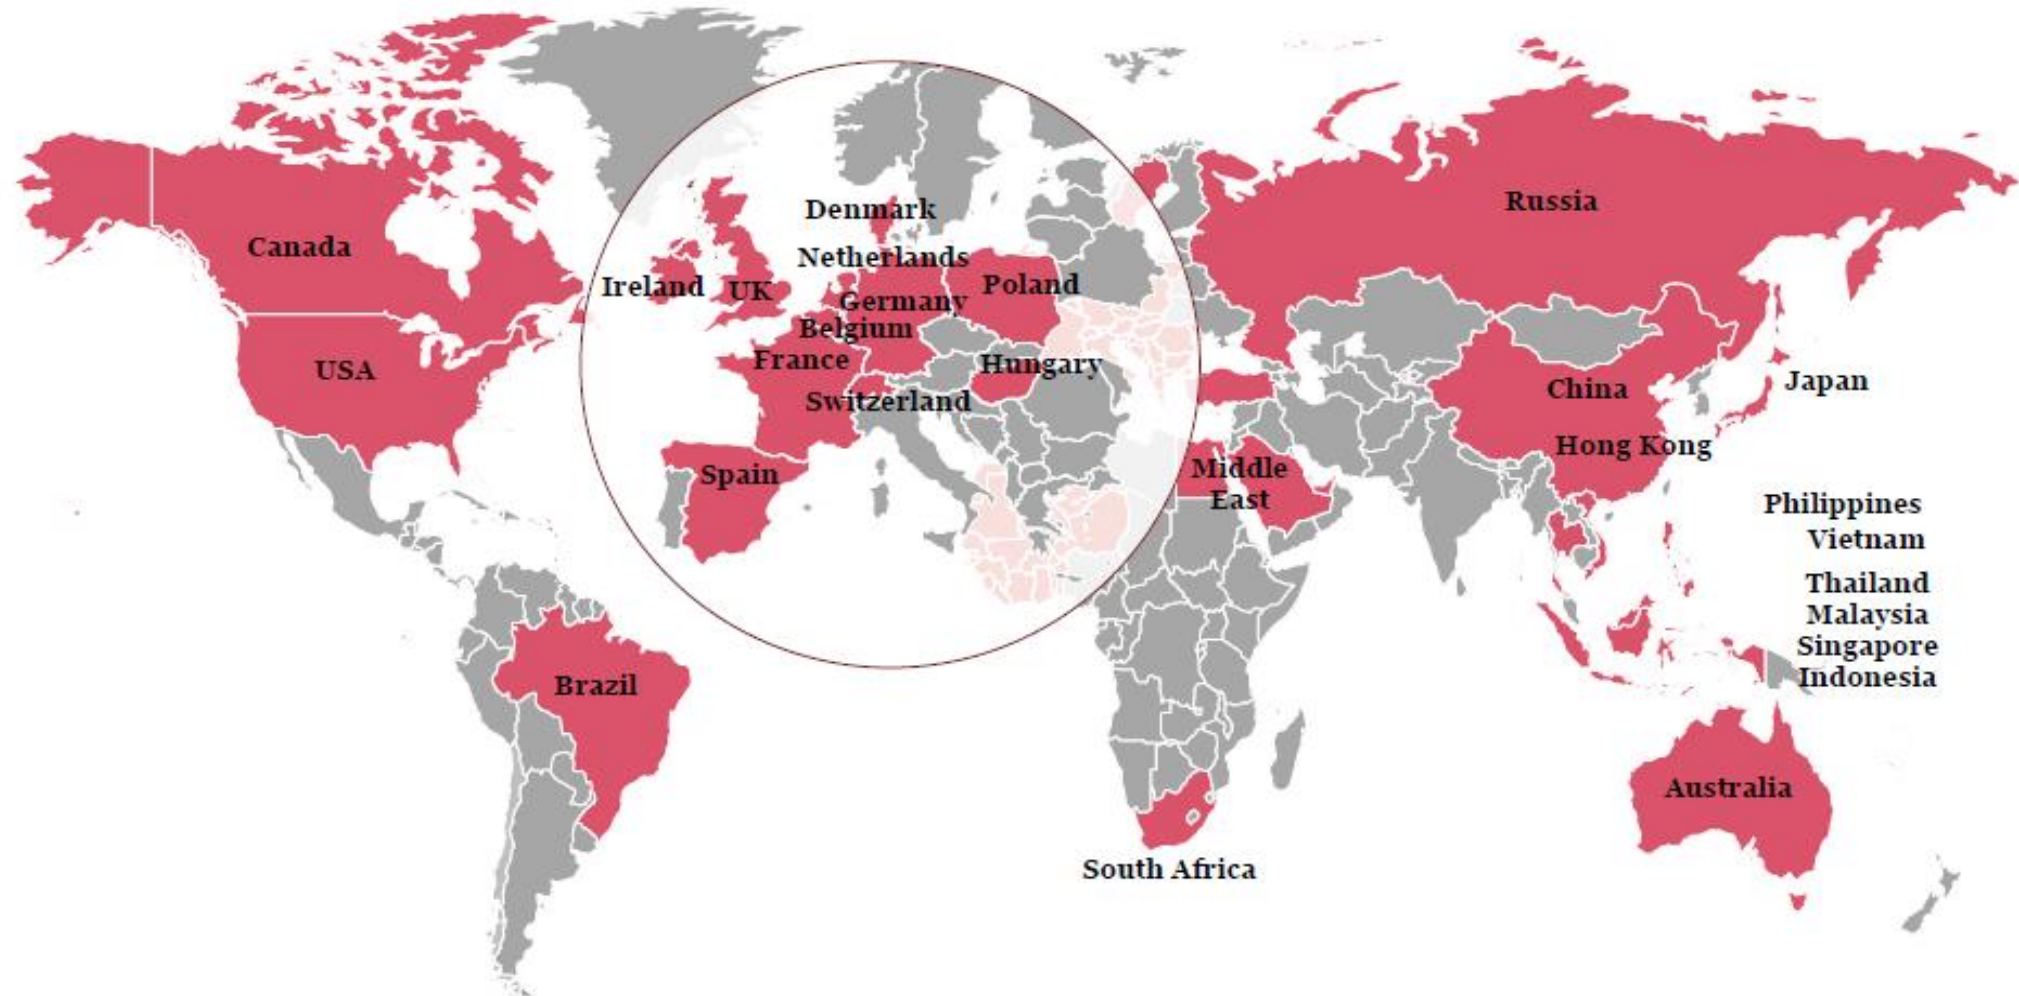 Canada
USA
Brazil
Denmark
Netherlands
Ireland
UK
Germany
Poland
Belgium
France
Hungary
Switzerland
Spain
Russia
China
Japan
Hong Kong
Middle
East
Philippines
Vietnam
Thailand
Malaysia
Singapore
Indonesia
Australia
South Africa